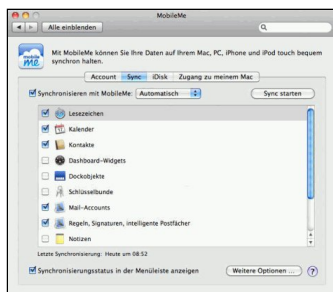 MobileMe
Alle einblenden
mobile me
Mit MobileMe können Sie Ihre Daten auf Ihrem Mac, PC, iPhone und iPod touch bequem
synchron halten.
Account Sync iDisk Zugang zu meinem Mac
Synchronisieren mit MobileMe: Automatisch Sync starten
Lesezeichen
Kalender
Kontakte
Dashboard-Widgets
Dockobjekte
Schlüsselbunde
Mail-Accounts
Regeln, Signaturen, intelligente Postfächer
Notizen
Letzte Synchronisierung: Heute um 08:52
Synchronisierungsstatus in der Menüleiste anzeigen Weitere Optionen ... ?